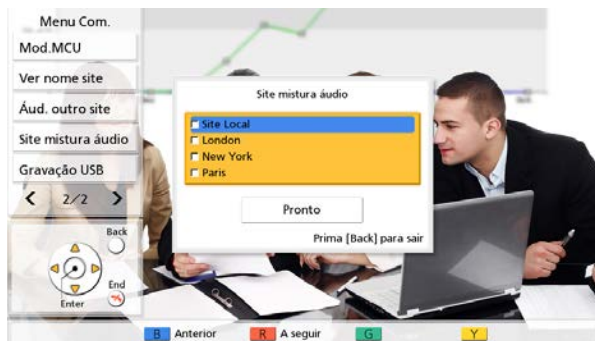 Menu Com.
Mod.MCU
Ver nome site
Áud. outro site
Site mistura áudio
Gravação USB
2/2
Back
End
Enter
Site mistura áudio
Site Local
London
New York
Paris
Pronto
Prima [Back] para sair
B Anterior R A seguir G Y